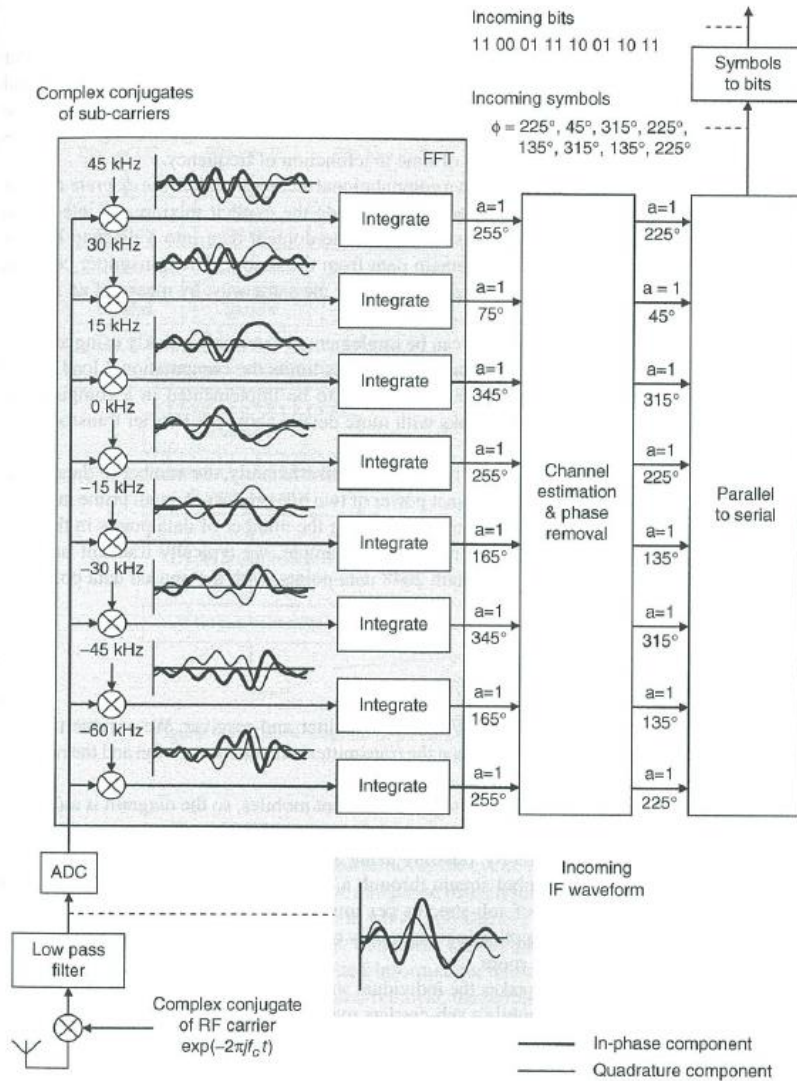 Incoming bits
11 00 01 11 10 01 10 11
Symbols
to bits
Complex conjugates
of sub-carriers
Incoming symbols
ϕ = 225°, 45°, 315°, 225°,
135°, 315°, 135°, 225°
FFT
45 kHz
Integrate
a=1
255°
a=1
225°
30 kHz
Integrate
a=1
75°
a = 1
45°
15 kHz
Integrate
a=1
345°
a=1
315°
0 kHz
Integrate
a=1
255°
a=1
225°
Channel
estimation
& phase
removal
Parallel
to serial
−15 kHz
Integrate
a=1
165°
a=1
135°
−30 kHz
Integrate
a=1
345°
a=1
315°
−45 kHz
Integrate
a=1
165°
a=1
135°
−60 kHz
Integrate
a=1
255°
a=1
225°
ADC
Incoming
IF waveform
Low pass
filter
Complex conjugate
of RF carrier
exp(−2πjf_c t)
In-phase component
Quadrature component